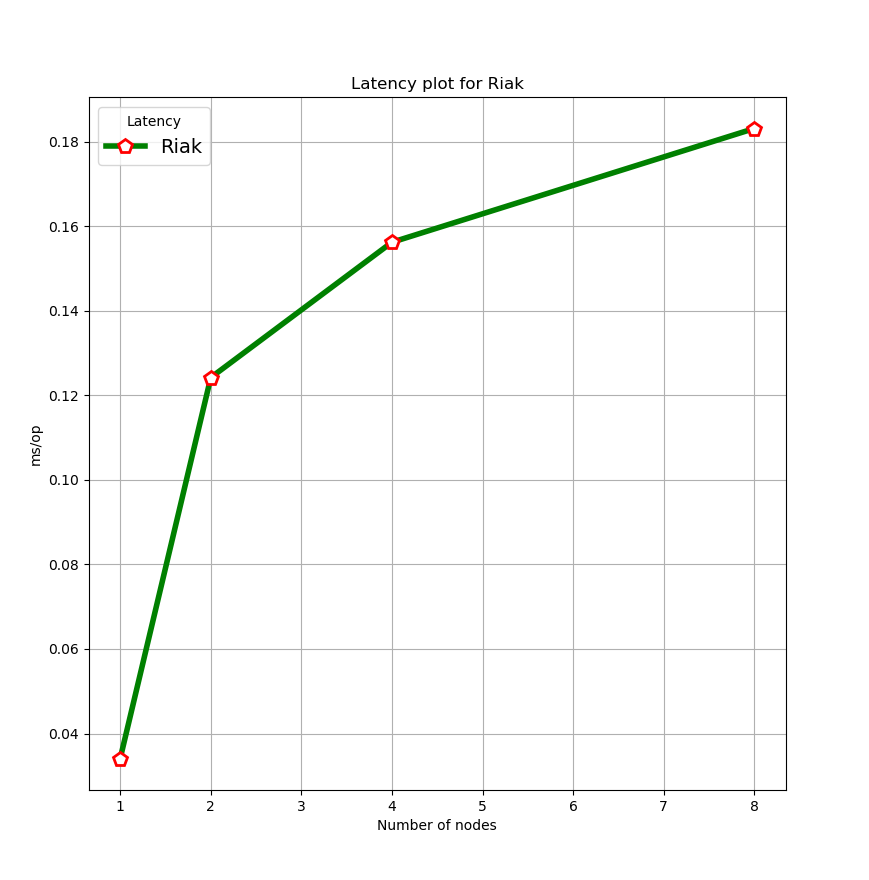 Latency plot for Riak
Latency
Riak
0.18
0.16
0.14
0.12
0.10
0.08
0.06
0.04
ms/op
1 2 3 4 5 6 7 8
Number of nodes